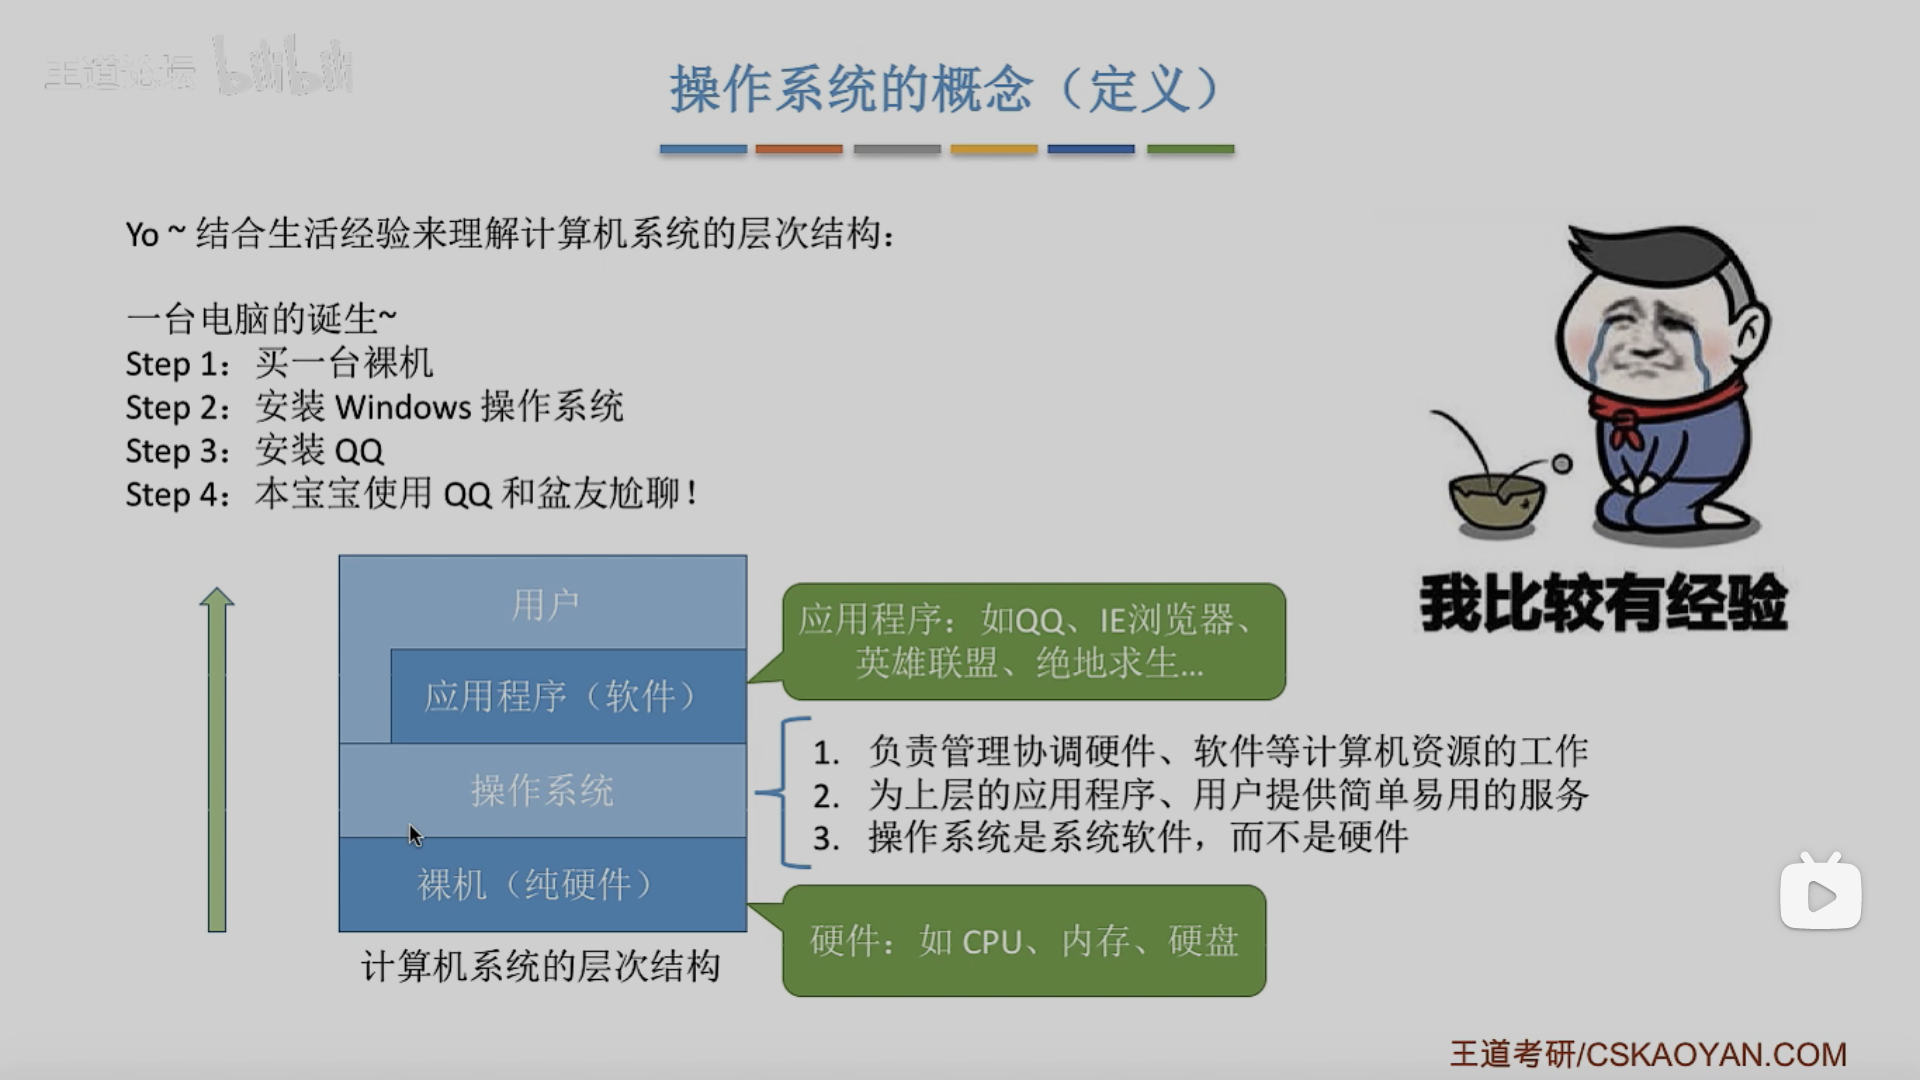 王道论坛 bilibili
操作系统的概念（定义）
Yo ~ 结合生活经验来理解计算机系统的层次结构：
一台电脑的诞生~
Step 1：买一台裸机
Step 2：安装 Windows 操作系统
Step 3：安装 QQ
Step 4：本宝宝使用 QQ 和盆友尬聊！
用户
应用程序（软件）
操作系统
裸机（纯硬件）
计算机系统的层次结构
应用程序：如QQ、IE浏览器、
英雄联盟、绝地求生...
1. 负责管理协调硬件、软件等计算机资源的工作
2. 为上层的应用程序、用户提供简单易用的服务
3. 操作系统是系统软件，而不是硬件
硬件：如 CPU、内存、硬盘
我比较有经验
王道考研/CSKAOYAN.COM